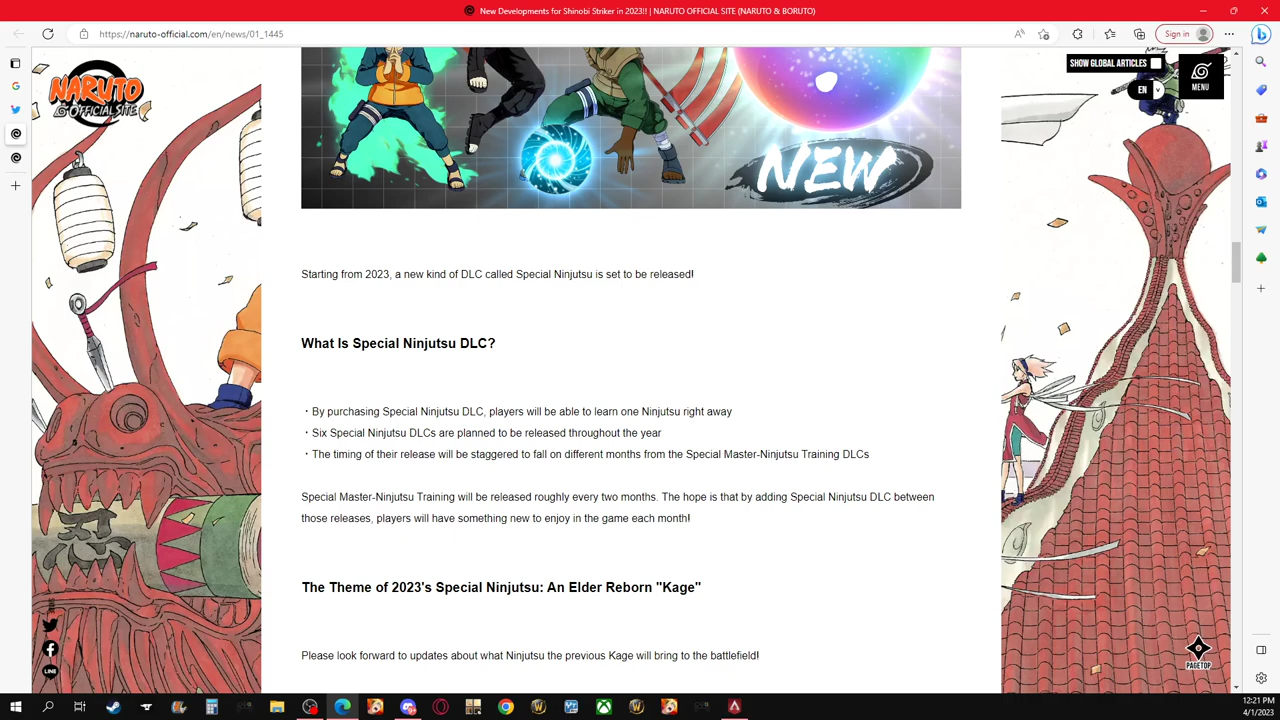 New Developments for Shinobi Striker in 2023!! | NARUTO OFFICIAL SITE (NARUTO & BORUTO)
https://naruto-official.com/en/news/01_1445
Sign in
NARUTO
OFFICIAL SITE
SHOW GLOBAL ARTICLES
EN
MENU
NEW
Starting from 2023, a new kind of DLC called Special Ninjutsu is set to be released!
What Is Special Ninjutsu DLC?
・By purchasing Special Ninjutsu DLC, players will be able to learn one Ninjutsu right away
・Six Special Ninjutsu DLCs are planned to be released throughout the year
・The timing of their release will be staggered to fall on different months from the Special Master-Ninjutsu Training DLCs
Special Master-Ninjutsu Training will be released roughly every two months. The hope is that by adding Special Ninjutsu DLC between
those releases, players will have something new to enjoy in the game each month!
The Theme of 2023's Special Ninjutsu: An Elder Reborn "Kage"
Please look forward to updates about what Ninjutsu the previous Kage will bring to the battlefield!
LINE
PAGETOP
12:21 PM
4/1/2023